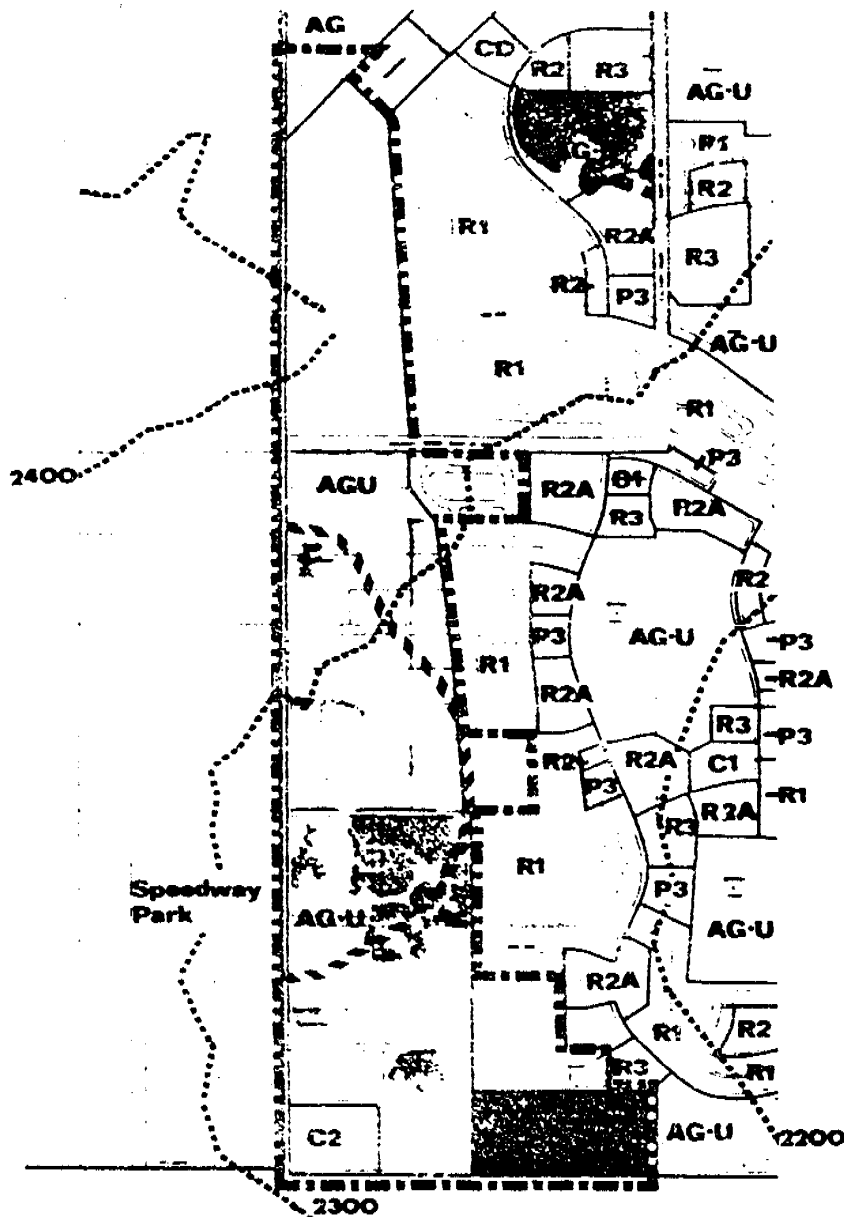 AG
CD
R2
R3
AG-U
R1
R2
R1
R2A
R3
R2
P3
AG-U
R1
R1
P3
2400
AGU
R2A
R3
R2A
R2
R2A
P3
AG-U
P3
R1
R2A
R2A
R3
P3
R2
R2A
C1
P3
R1
R3
R2A
R1
P3
Speedway
Park
AG-U
AG-U
R2A
R1
R2
R1
R3
C2
AG-U
2200
2300